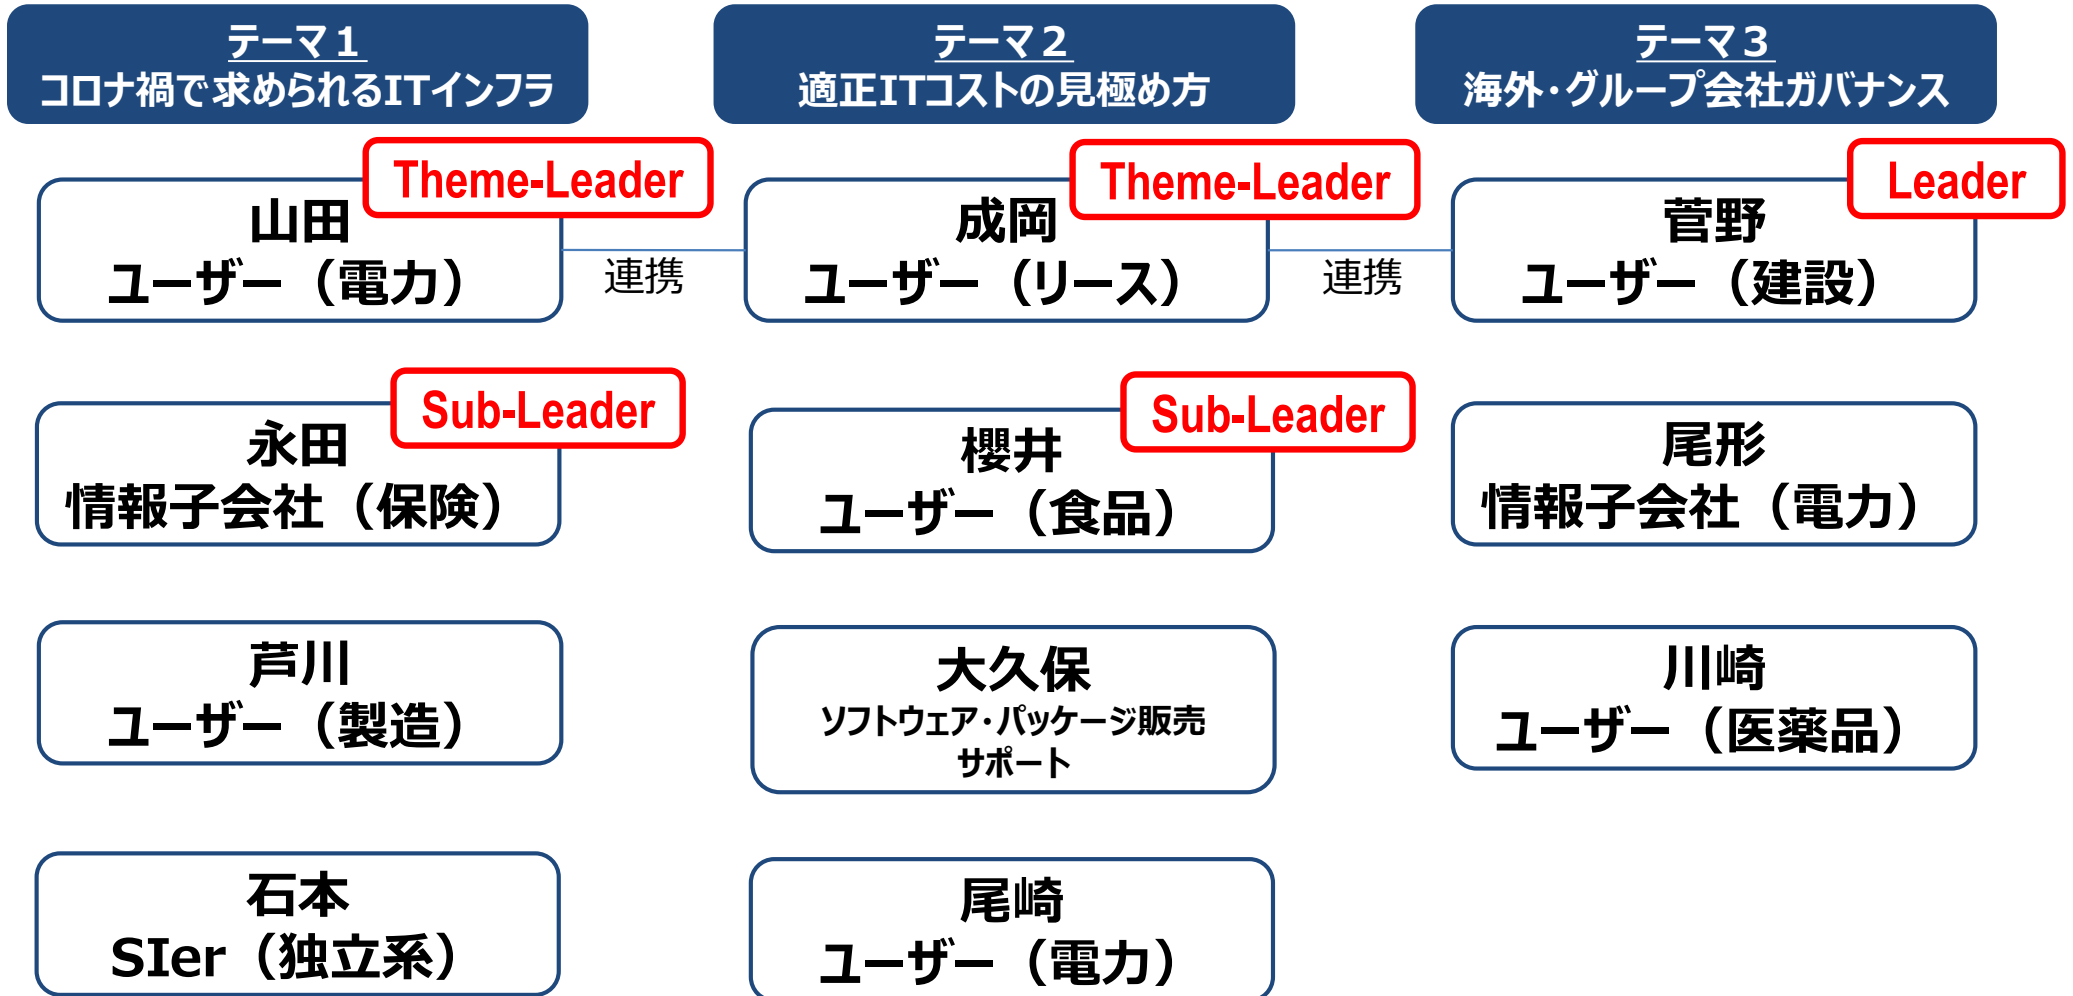 テーマ１
コロナ禍で求められるITインフラ
Theme-Leader
山田
ユーザー（電力）
連携
Sub-Leader
永田
情報子会社（保険）
芦川
ユーザー（製造）
石本
SIer（独立系）
テーマ２
適正ITコストの見極め方
Theme-Leader
成岡
ユーザー（リース）
連携
Sub-Leader
櫻井
ユーザー（食品）
大久保
ソフトウェア・パッケージ販売
サポート
尾崎
ユーザー（電力）
テーマ３
海外・グループ会社ガバナンス
Leader
菅野
ユーザー（建設）
尾形
情報子会社（電力）
川崎
ユーザー（医薬品）